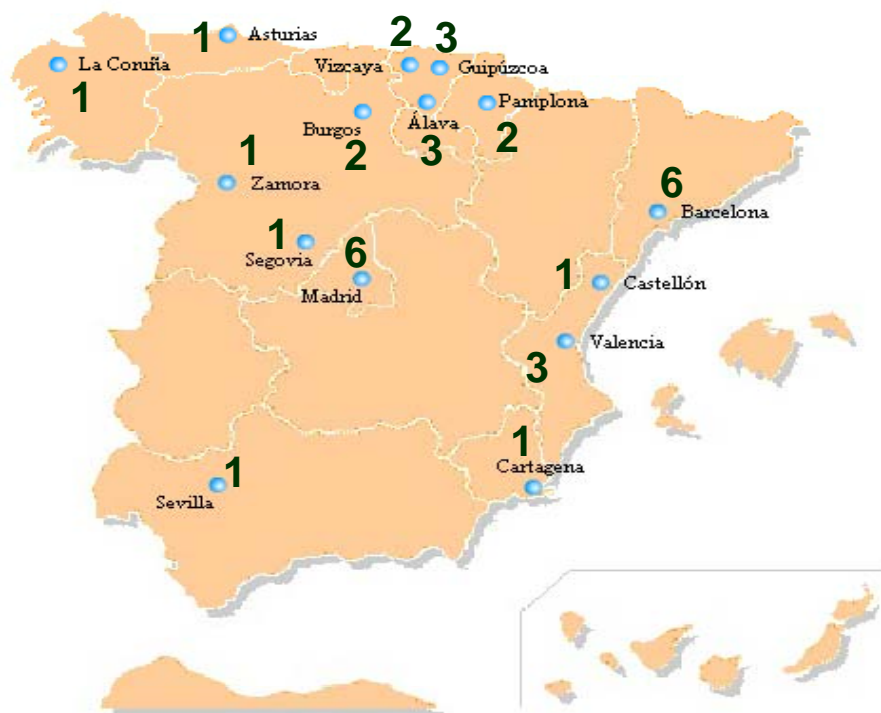 1 Asturias
2
3
La Coruña
1
Vizcaya
Guipúzcoa
Burgos
2
Álava
3
Pamplona
2
1
Zamora
6
Barcelona
1
Segovia
6
Madrid
1
Castellón
Valencia
3
1
Cartagena
1
Sevilla